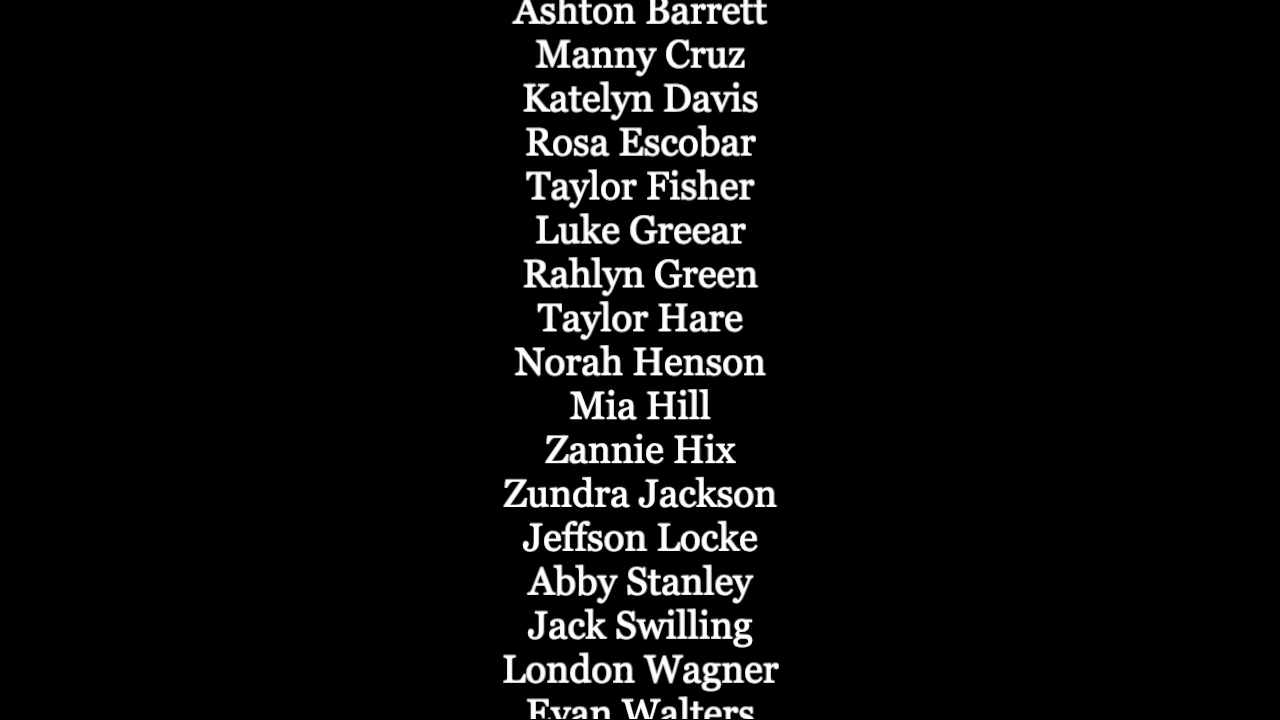 Ashton Barrett
Manny Cruz
Katelyn Davis
Rosa Escobar
Taylor Fisher
Luke Greear
Rahlyn Green
Taylor Hare
Norah Henson
Mia Hill
Zannie Hix
Zundra Jackson
Jeffson Locke
Abby Stanley
Jack Swilling
London Wagner
Evan Walters